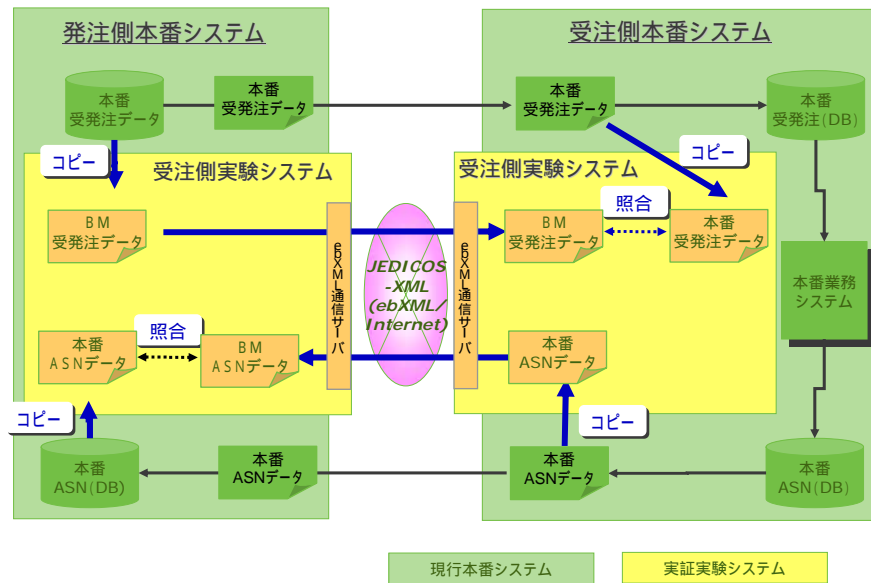 発注側本番システム
受注側本番システム
本番
受発注データ
本番
受発注データ
本番
受発注データ
本番
受発注(DB)
コピー
コピー
受注側実験システム
受注側実験システム
BM
受発注データ
ebXML通信サーバ
JEDICOS
-XML
(ebXML/
Internet)
ebXML通信サーバ
BM
受発注データ
照合
本番
受発注データ
本番業務
システム
本番
ASNデータ
照合
BM
ASNデータ
本番
ASNデータ
コピー
コピー
本番
ASN(DB)
本番
ASNデータ
本番
ASNデータ
本番
ASN(DB)
現行本番システム
実証実験システム